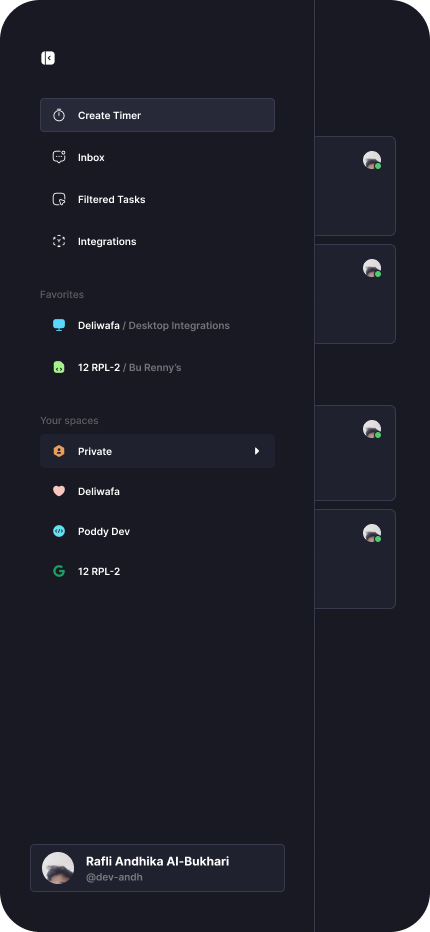 Create Timer
Inbox
Filtered Tasks
Integrations
Favorites
Deliwafa / Desktop Integrations
12 RPL-2 / Bu Renny's
Your spaces
Private
Deliwafa
Poddy Dev
12 RPL-2
Rafli Andhika Al-Bukhari
@dev-andh